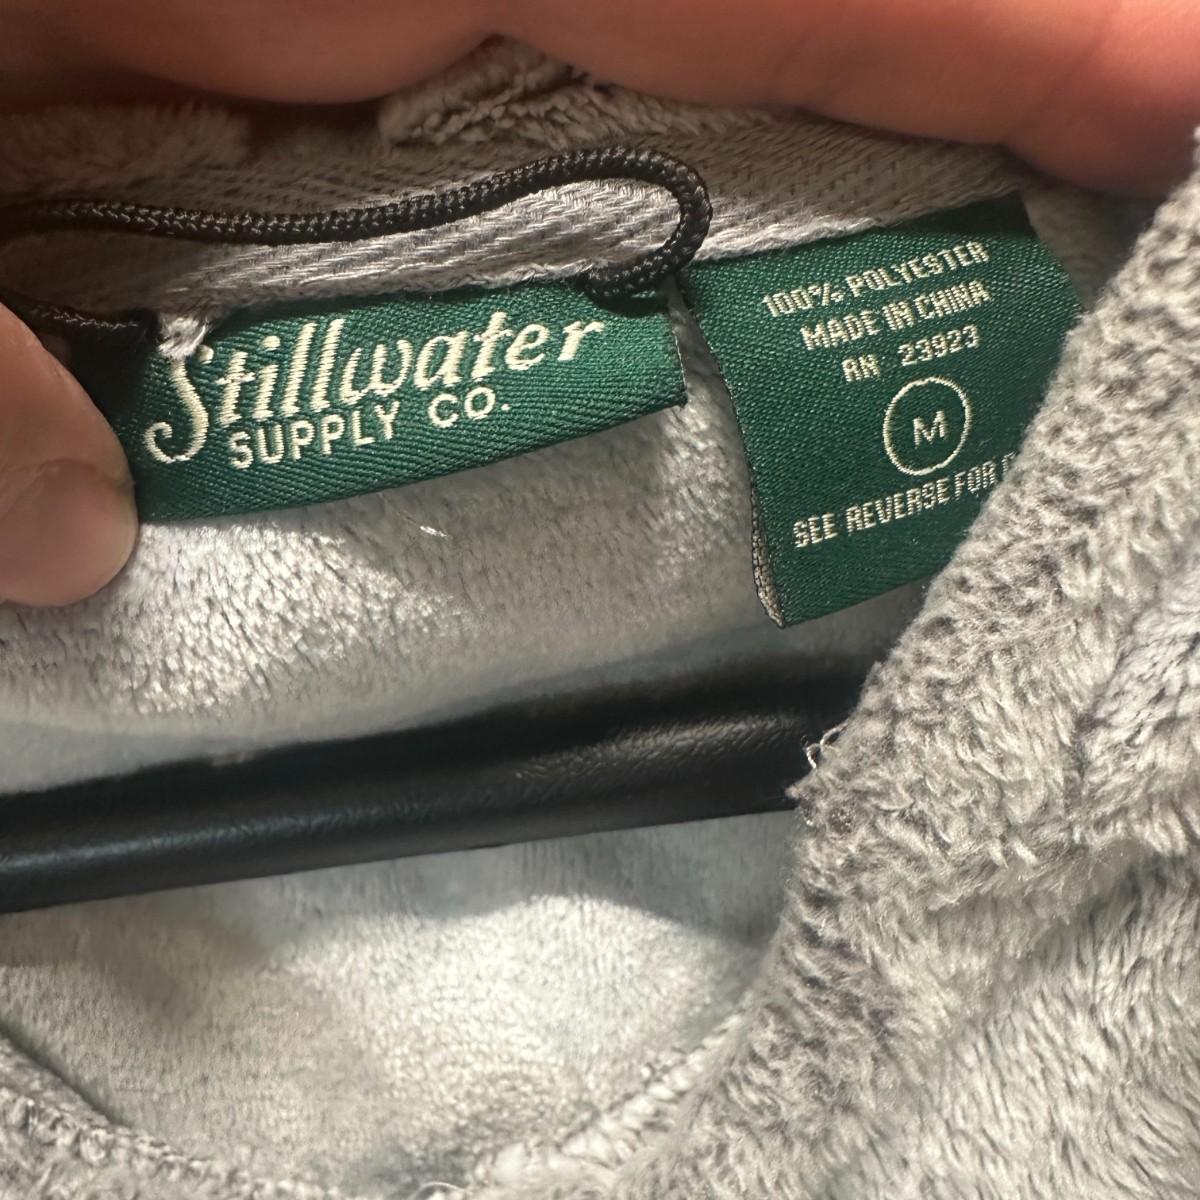 Stillwater
SUPPLY CO.
100% POLYESTER
MADE IN CHINA
RN 23923
M
SEE REVERSE FOR